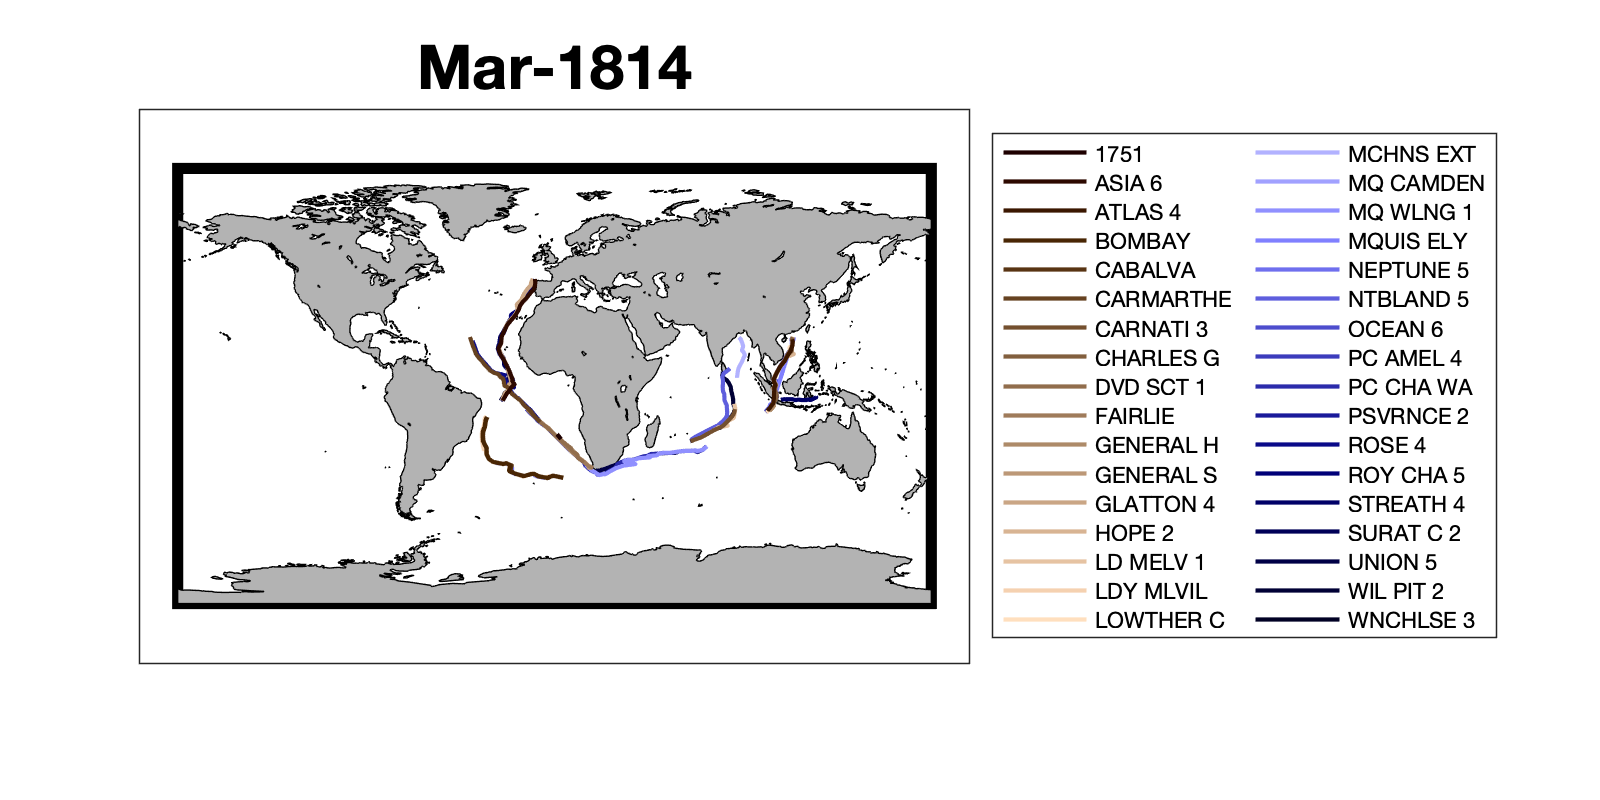 Mar-1814
1751
ASIA 6
ATLAS 4
BOMBAY
CABALVA
CARMARTHE
CARNATI 3
CHARLES G
DVD SCT 1
FAIRLIE
GENERAL H
GENERAL S
GLATTON 4
HOPE 2
LD MELV 1
LDY MLVIL
LOWTHER C
MCHNS EXT
MQ CAMDEN
MQ WLNG 1
MQUIS ELY
NEPTUNE 5
NTBLAND 5
OCEAN 6
PC AMEL 4
PC CHA WA
PSVRNCE 2
ROSE 4
ROY CHA 5
STREATH 4
SURAT C 2
UNION 5
WIL PIT 2
WNCHLSE 3